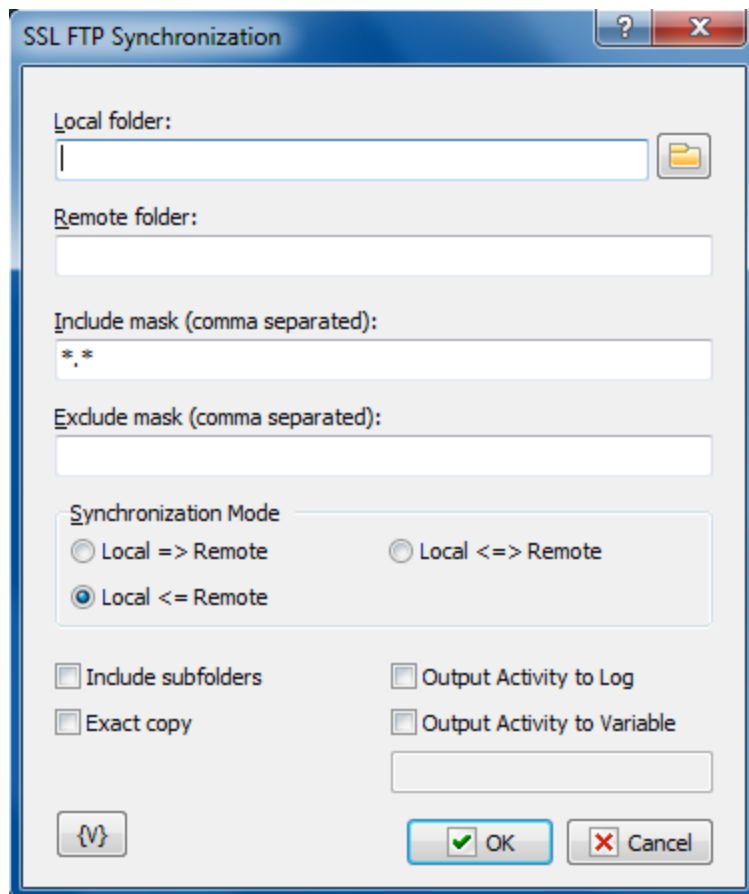 SSL FTP Synchronization
?
X
Local folder:
Remote folder:
Include mask (comma separated):
*.*
Exclude mask (comma separated):
Synchronization Mode
Local => Remote
Local <=> Remote
Local <= Remote
Include subfolders
Output Activity to Log
Exact copy
Output Activity to Variable
{V}
OK
Cancel